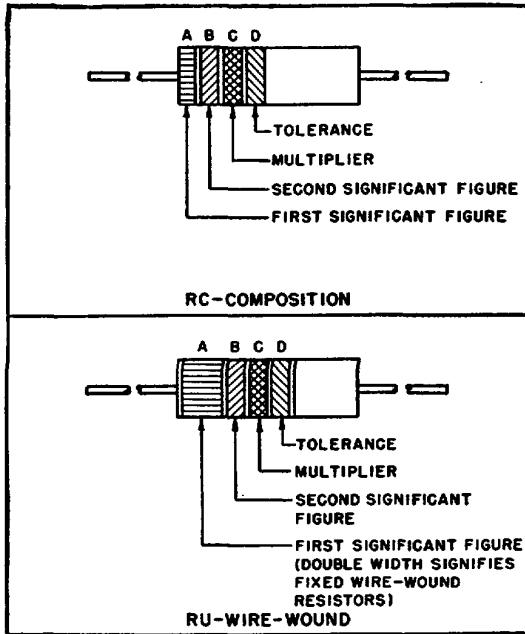 A B C D
TOLERANCE
MULTIPLIER
SECOND SIGNIFICANT FIGURE
FIRST SIGNIFICANT FIGURE
RC-COMPOSITION
A B C D
TOLERANCE
MULTIPLIER
SECOND SIGNIFICANT
FIGURE
FIRST SIGNIFICANT FIGURE
(DOUBLE WIDTH SIGNIFIES
FIXED WIRE-WOUND
RESISTORS)
RU-WIRE-WOUND